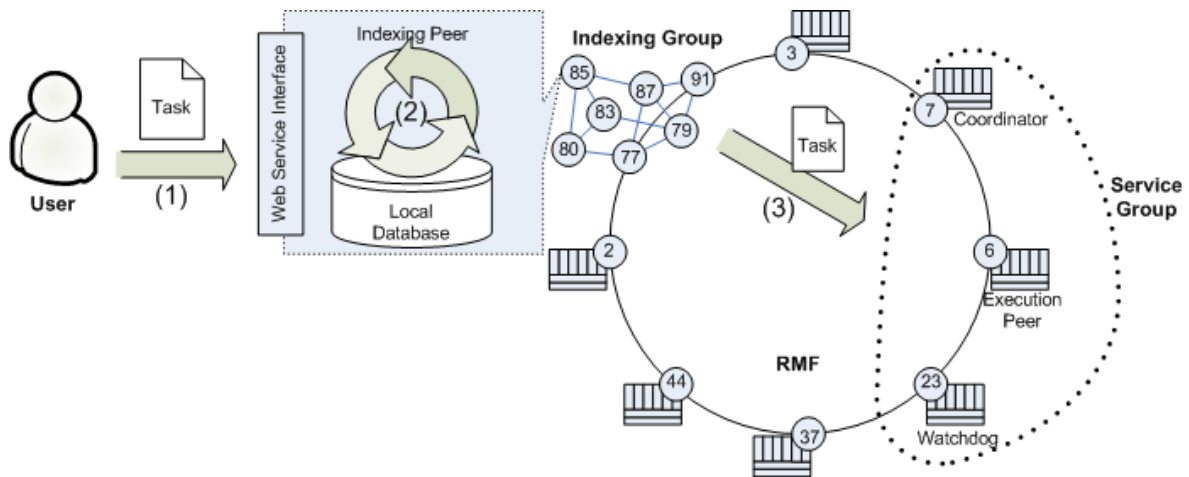 User
Task
(1)
Web Service Interface
Indexing Peer
(2)
Local
Database
Indexing Group
85
87
91
83
79
80
77
3
7
Coordinator
Task
(3)
Service
Group
2
6
Execution
Peer
RMF
44
23
Watchdog
37